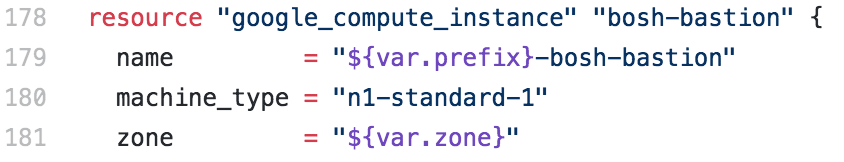 178 resource "google_compute_instance" "bosh-bastion" {
179 name = "${var.prefix}-bosh-bastion"
180 machine_type = "n1-standard-1"
181 zone = "${var.zone}"